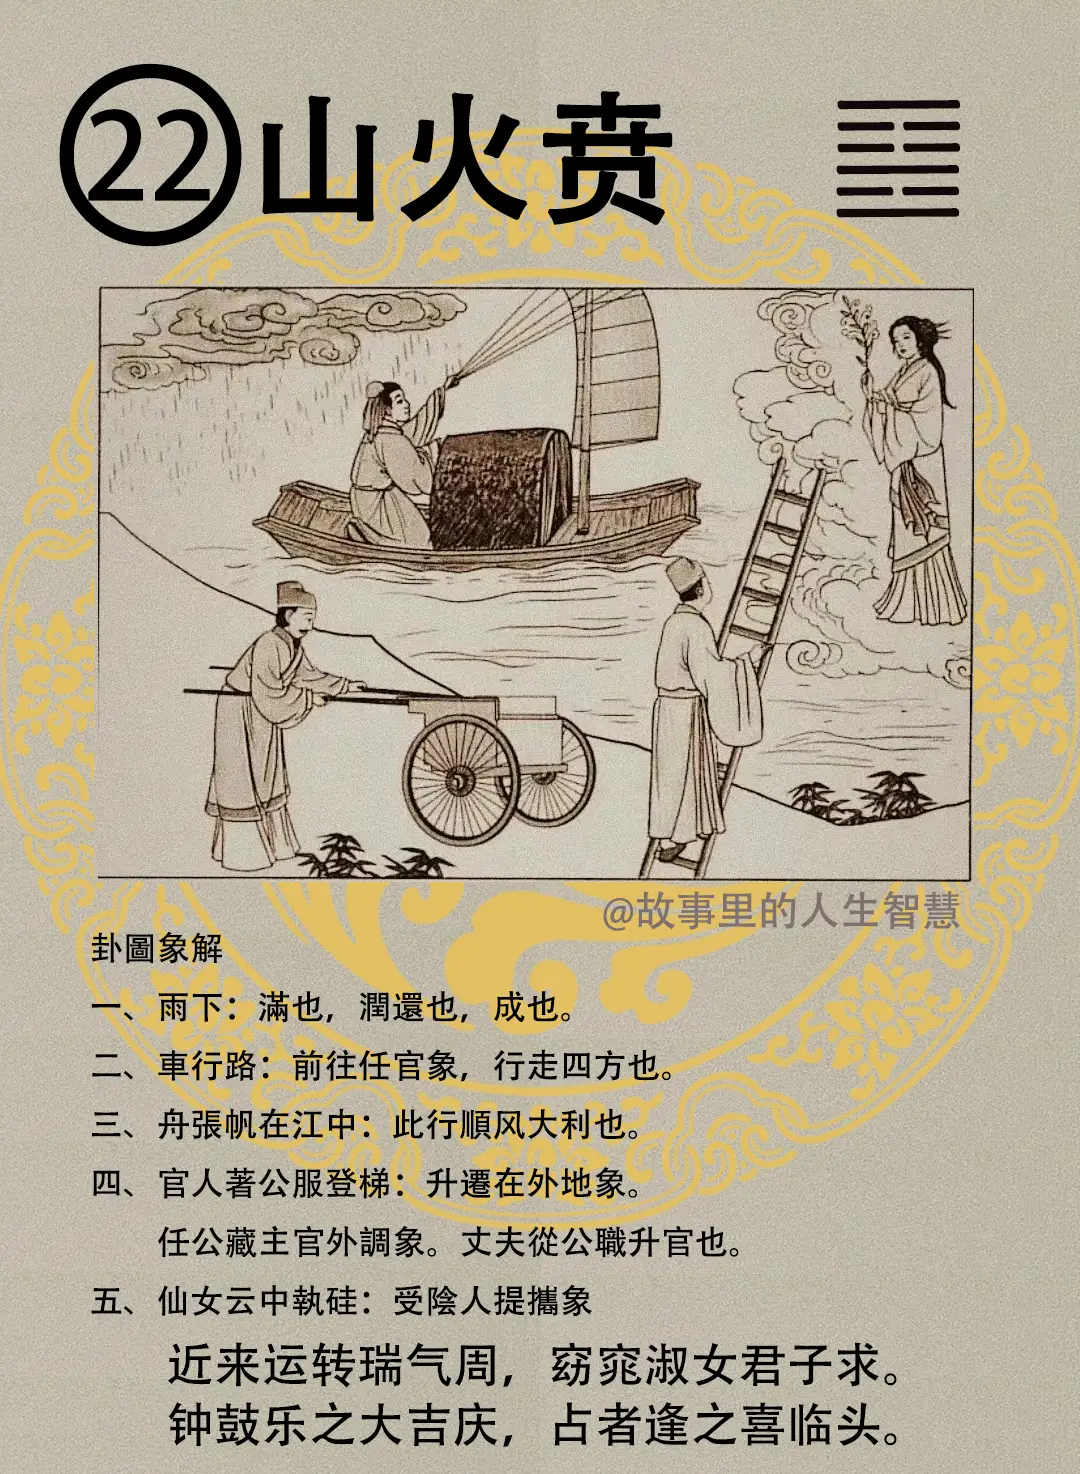 22 山火贲
@故事里的人生智慧
卦圖象解
一、雨下：滿也，潤還也，成也。
二、車行路：前往任官象，行走四方也。
三、舟張帆在江中：此行順风大利也。
四、官人著公服登梯：升遷在外地象。
任公藏主官外調象。丈夫從公職升官也。
五、仙女云中執硅：受陰人提攜象
近来运转瑞气周，窈窕淑女君子求。
钟鼓乐之大吉庆，占者逢之喜临头。